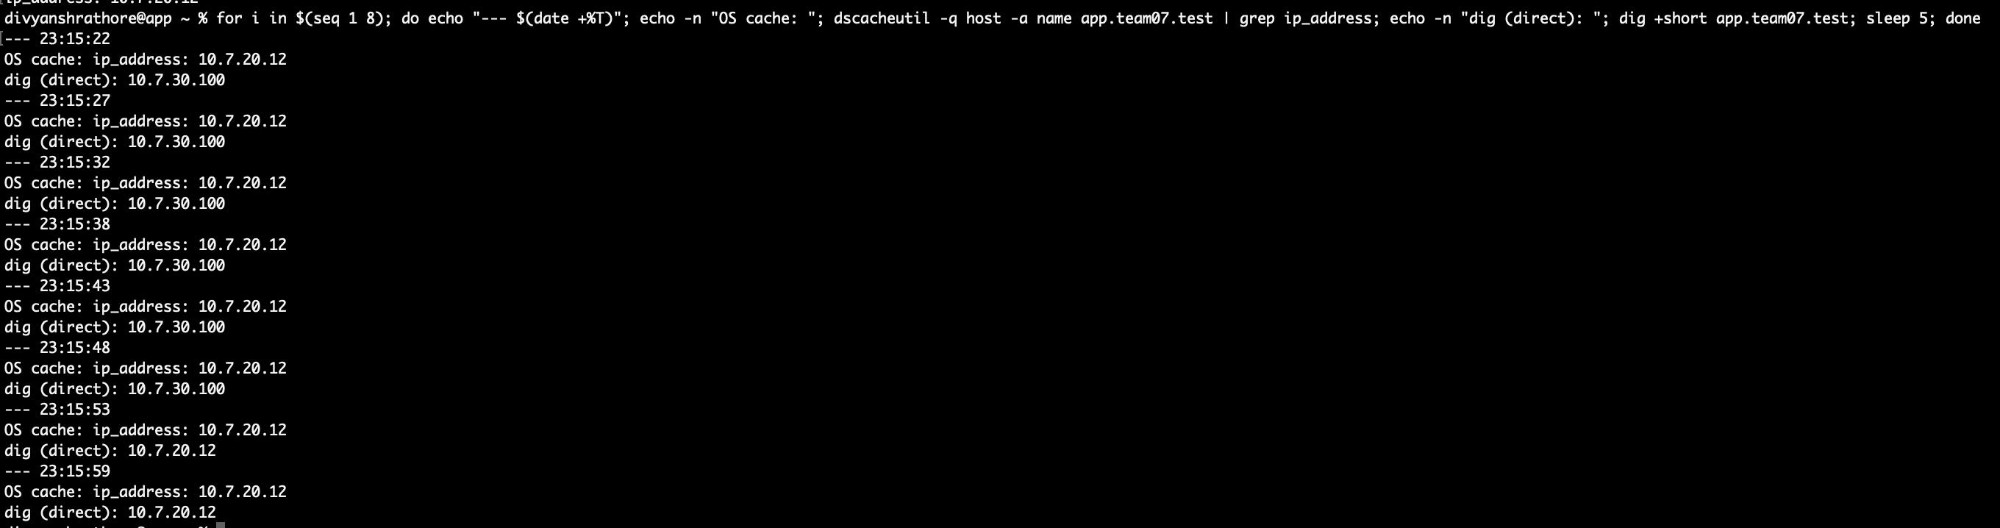 ip_address: 10.7.20.12
divyanshrathore@app ~ % for i in $(seq 1 8); do echo "--- $(date +%T)"; echo -n "OS cache: "; dscacheutil -q host -a name app.team07.test | grep ip_address; echo -n "dig (direct): "; dig +short app.team07.test; sleep 5; done
[--- 23:15:22
OS cache: ip_address: 10.7.20.12
dig (direct): 10.7.30.100
--- 23:15:27
OS cache: ip_address: 10.7.20.12
dig (direct): 10.7.30.100
--- 23:15:32
OS cache: ip_address: 10.7.20.12
dig (direct): 10.7.30.100
--- 23:15:38
OS cache: ip_address: 10.7.20.12
dig (direct): 10.7.30.100
--- 23:15:43
OS cache: ip_address: 10.7.20.12
dig (direct): 10.7.30.100
--- 23:15:48
OS cache: ip_address: 10.7.20.12
dig (direct): 10.7.30.100
--- 23:15:53
OS cache: ip_address: 10.7.20.12
dig (direct): 10.7.20.12
--- 23:15:59
OS cache: ip_address: 10.7.20.12
dig (direct): 10.7.20.12